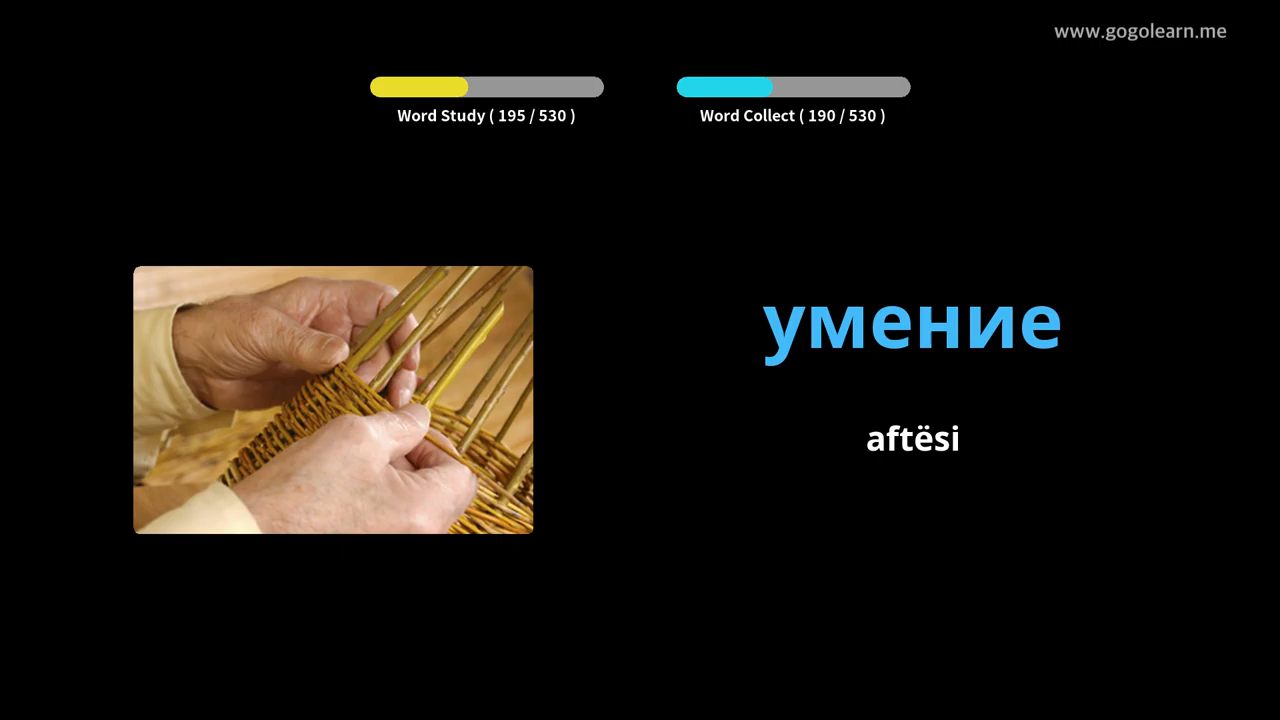 www.gogolearn.me
Word Study ( 195 / 530 )
Word Collect ( 190 / 530 )
умение
aftësi